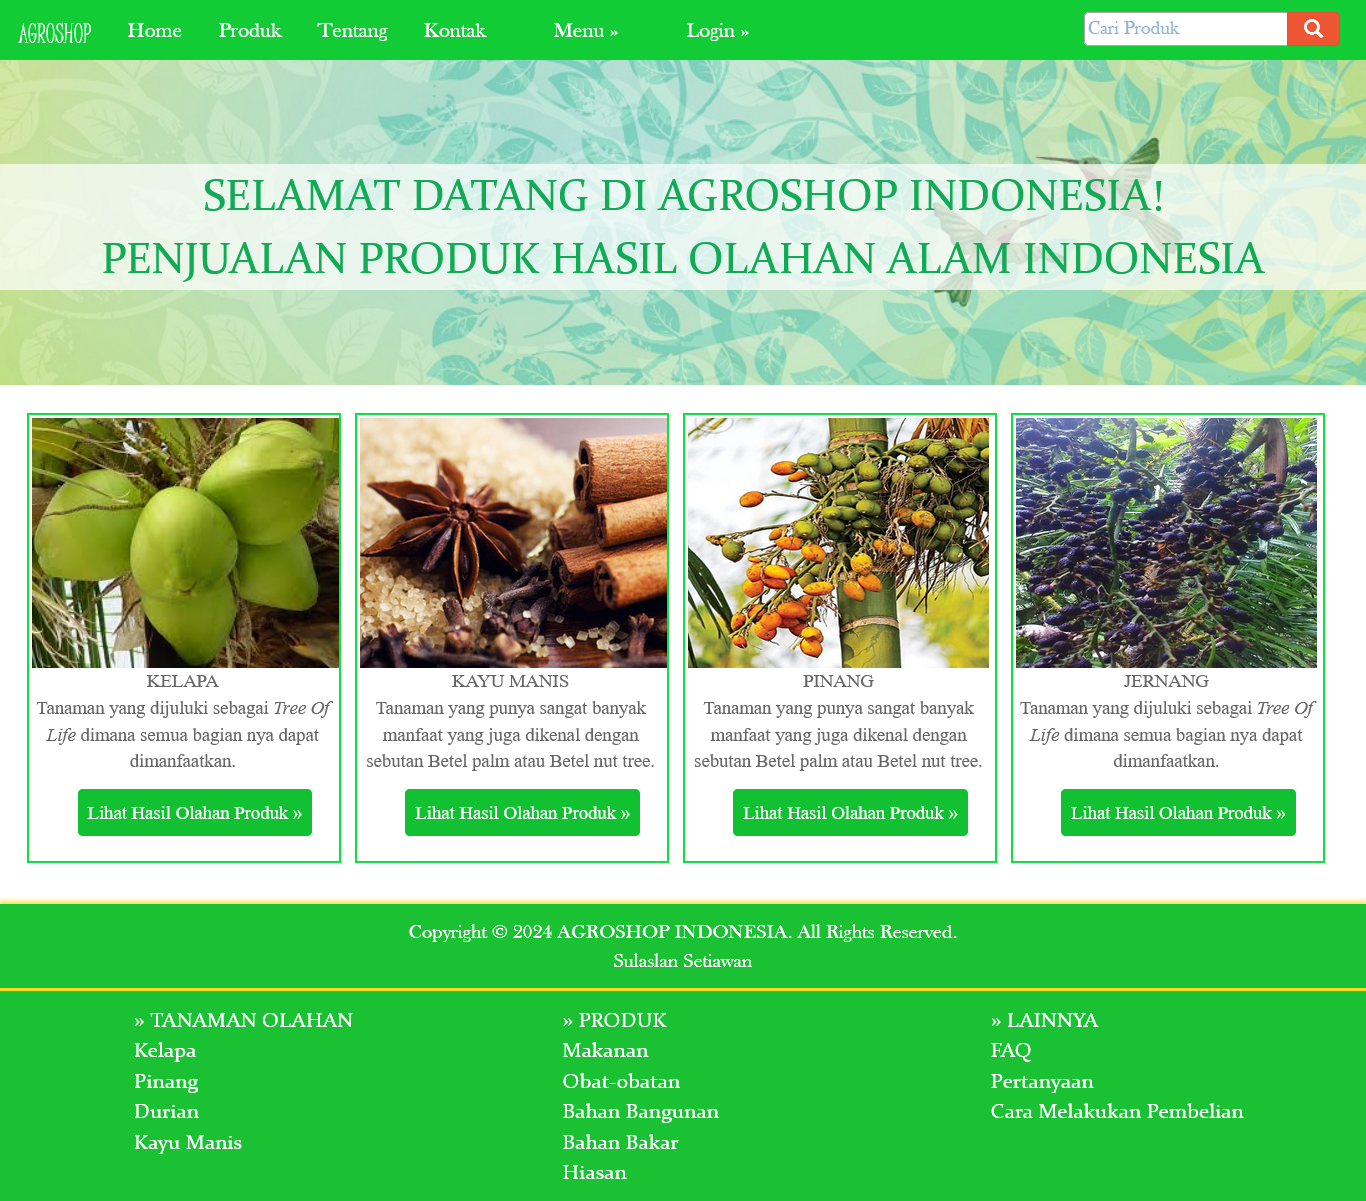 AGROSHOP Home Produk Tentang Kontak Menu » Login » Cari Produk
SELAMAT DATANG DI AGROSHOP INDONESIA!
PENJUALAN PRODUK HASIL OLAHAN ALAM INDONESIA
KELAPA
Tanaman yang dijuluki sebagai Tree Of
Life dimana semua bagian nya dapat
dimanfaatkan.
Lihat Hasil Olahan Produk »
KAYU MANIS
Tanaman yang punya sangat banyak
manfaat yang juga dikenal dengan
sebutan Betel palm atau Betel nut tree.
Lihat Hasil Olahan Produk »
PINANG
Tanaman yang punya sangat banyak
manfaat yang juga dikenal dengan
sebutan Betel palm atau Betel nut tree.
Lihat Hasil Olahan Produk »
JERNANG
Tanaman yang dijuluki sebagai Tree Of
Life dimana semua bagian nya dapat
dimanfaatkan.
Lihat Hasil Olahan Produk »
Copyright © 2024 AGROSHOP INDONESIA. All Rights Reserved.
Sulaslan Setiawan
» TANAMAN OLAHAN
Kelapa
Pinang
Durian
Kayu Manis
» PRODUK
Makanan
Obat-obatan
Bahan Bangunan
Bahan Bakar
Hiasan
» LAINNYA
FAQ
Pertanyaan
Cara Melakukan Pembelian